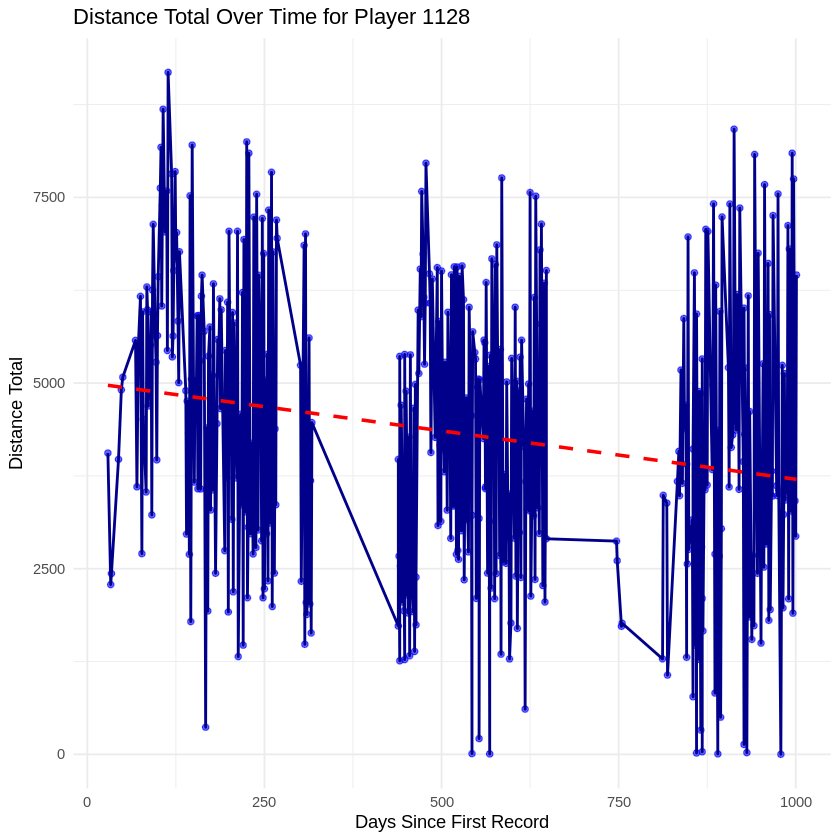 Distance Total Over Time for Player 1128
Distance Total
7500
5000
2500
0
0 250 500 750 1000
Days Since First Record